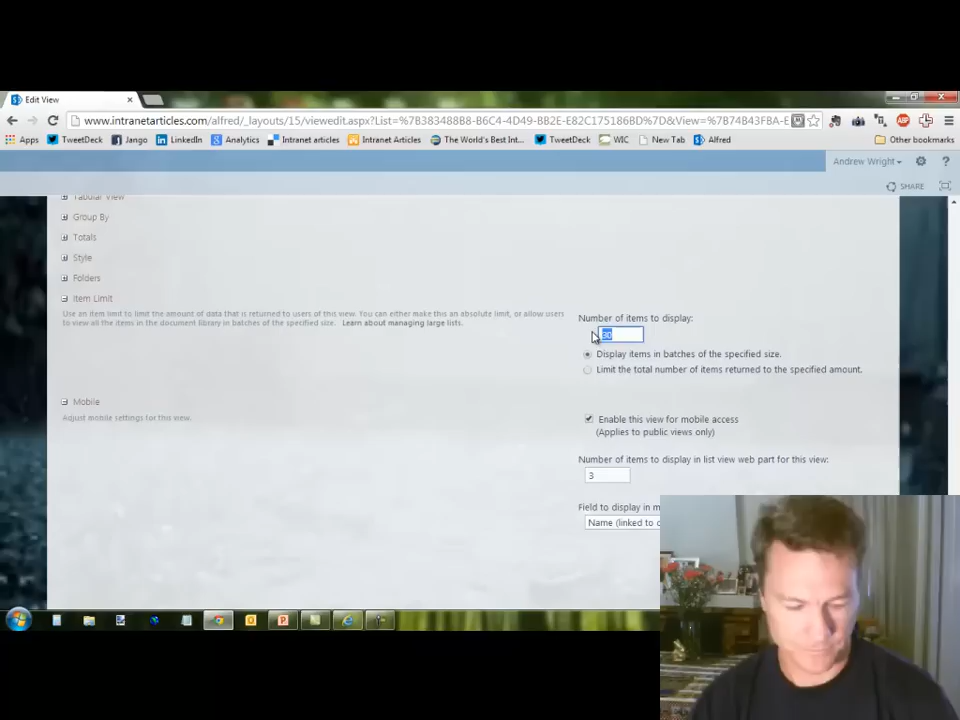 Edit View
www.intranetarticles.com/alfred/_layouts/15/viewedit.aspx?List=%7B383488B8-B6C4-4D49-BB2E-E82C175186BD%7D&View=%7B74B43FBA-E
Apps TweetDeck Jango LinkedIn Analytics Intranet articles Intranet Articles The World's Best Int... TweetDeck WIC New Tab Alfred Other bookmarks
Andrew Wright
SHARE
Tabular View
Group By
Totals
Style
Folders
Item Limit
Use an item limit to limit the amount of data that is returned to users of this view. You can either make this an absolute limit, or allow users
to view all the items in the document library in batches of the specified size. Learn about managing large lists.
Number of items to display:
30
Display items in batches of the specified size.
Limit the total number of items returned to the specified amount.
Mobile
Adjust mobile settings for this view.
Enable this view for mobile access
(Applies to public views only)
Number of items to display in list view web part for this view:
3
Field to display in m
Name (linked to